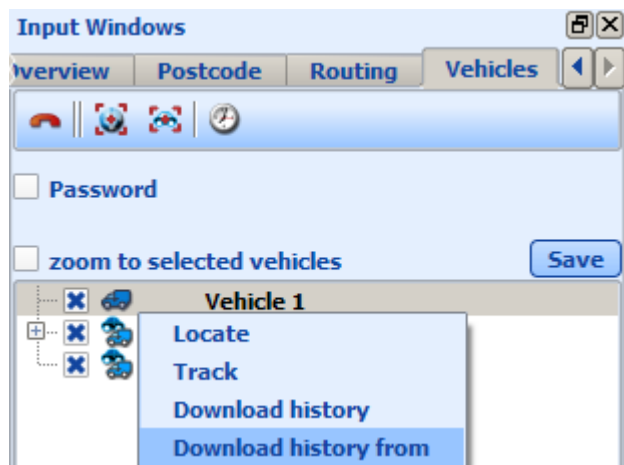 Input Windows
verview Postcode Routing Vehicles
Password
zoom to selected vehicles Save
Vehicle 1
Locate
Track
Download history
Download history from